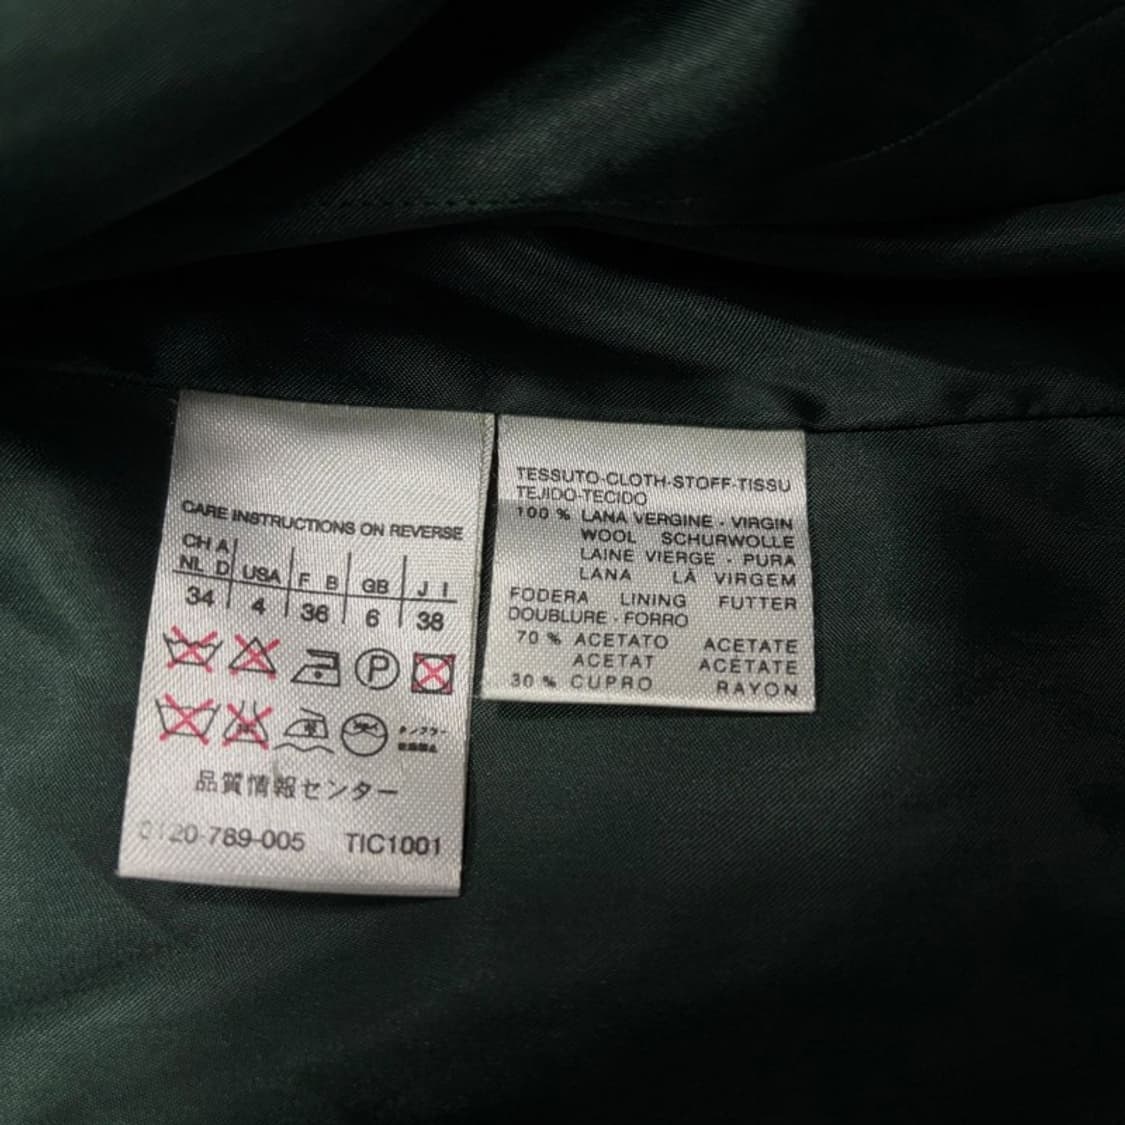 CARE INSTRUCTIONS ON REVERSE
CH A
NL D USA F B GB J I
34 4 36 6 38
P
品質情報センター
0120-789-005 TIC1001
TESSUTO-CLOTH-STOFF-TISSU
TEJIDO-TECIDO
100 % LANA VERGINE - VIRGIN
WOOL SCHURWOLLE
LAINE VIERGE - PURA
LANA LÀ VIRGEM
FODERA LINING FUTTER
DOUBLURE - FORRO
70 % ACETATO ACETATE
ACETAT ACÉTATE
30 % CUPRO RAYON